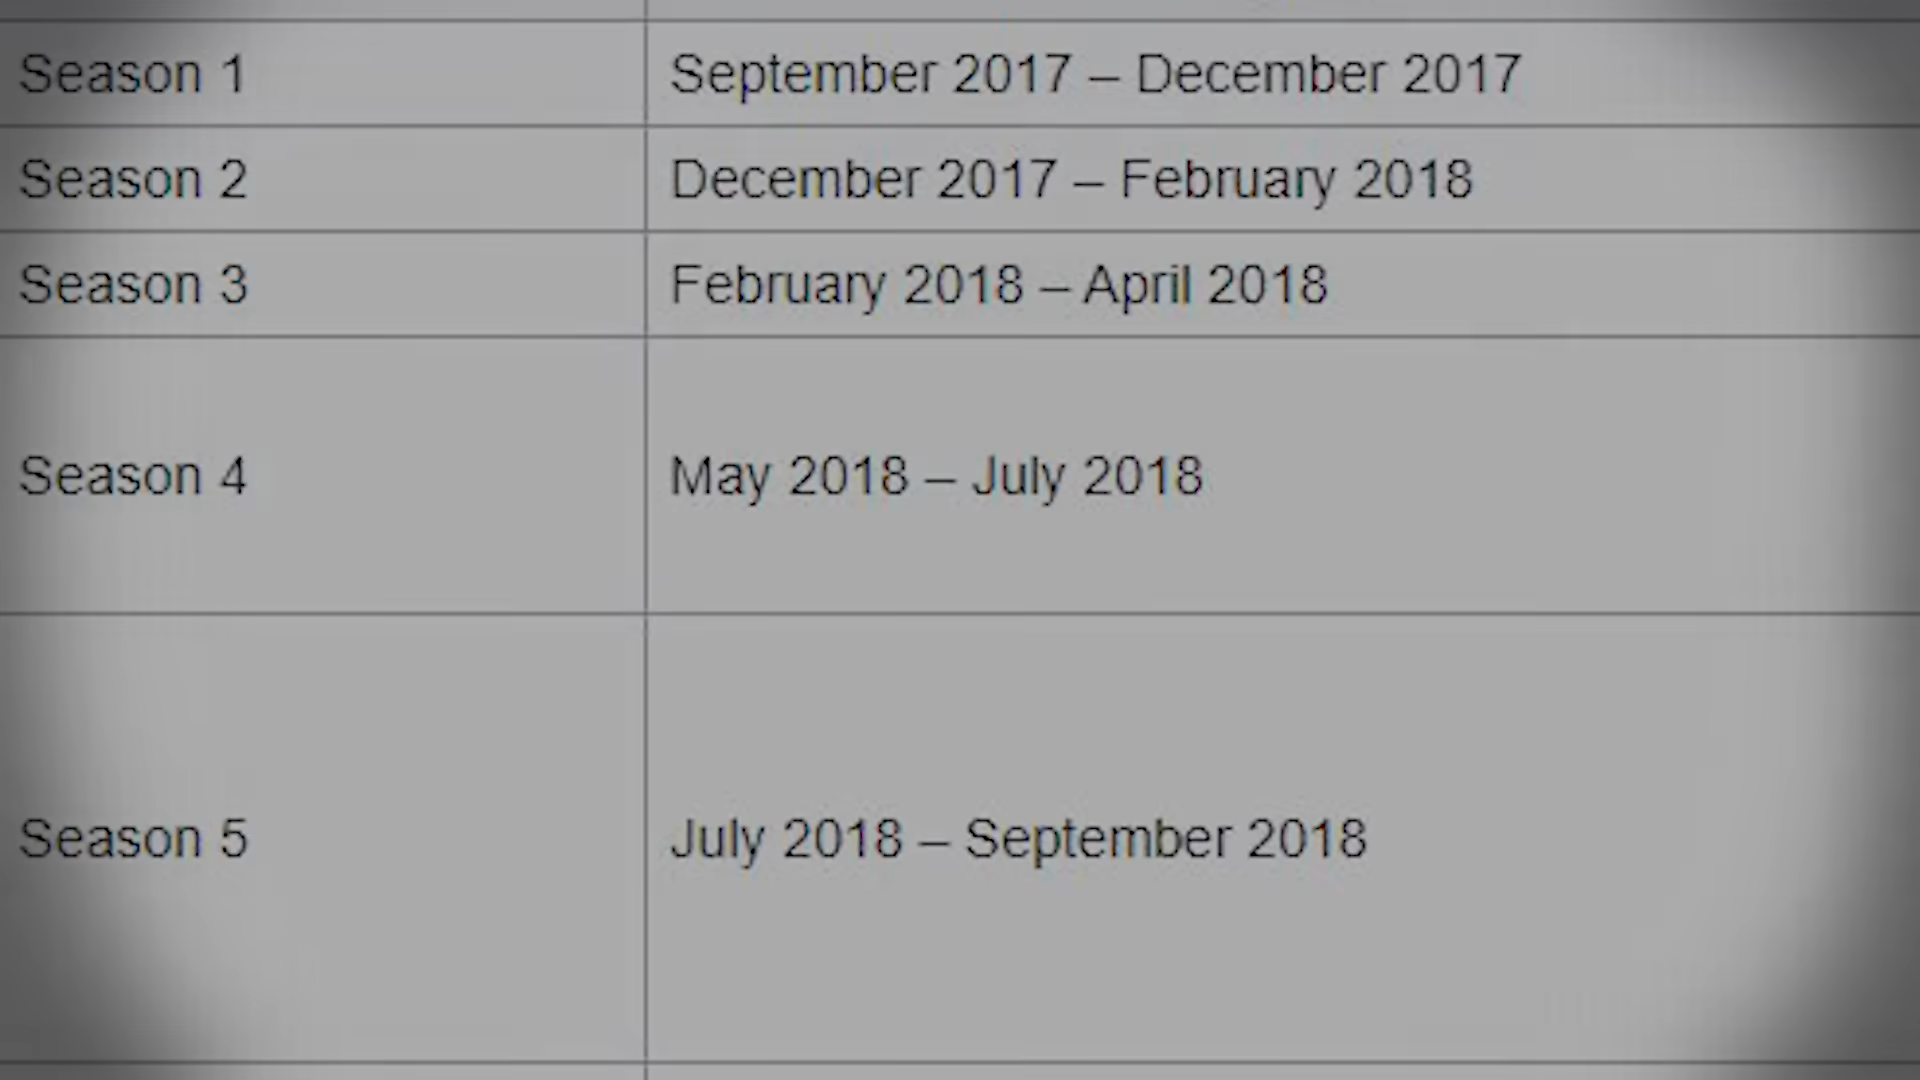 Season 1 September 2017 – December 2017
Season 2 December 2017 – February 2018
Season 3 February 2018 – April 2018
Season 4 May 2018 – July 2018
Season 5 July 2018 – September 2018